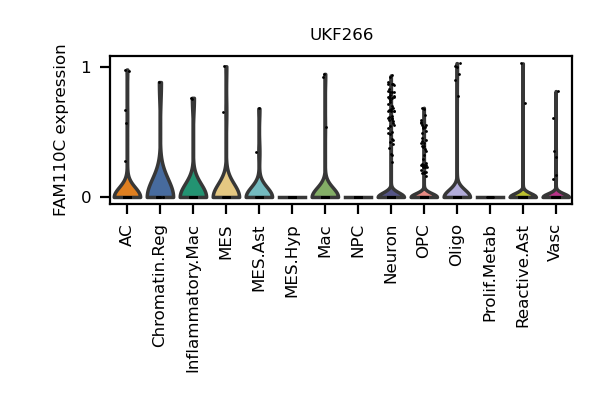 UKF266
FAM110C expression
1
0
AC
Chromatin.Reg
Inflammatory.Mac
MES
MES.Ast
MES.Hyp
Mac
NPC
Neuron
OPC
Oligo
Prolif.Metab
Reactive.Ast
Vasc